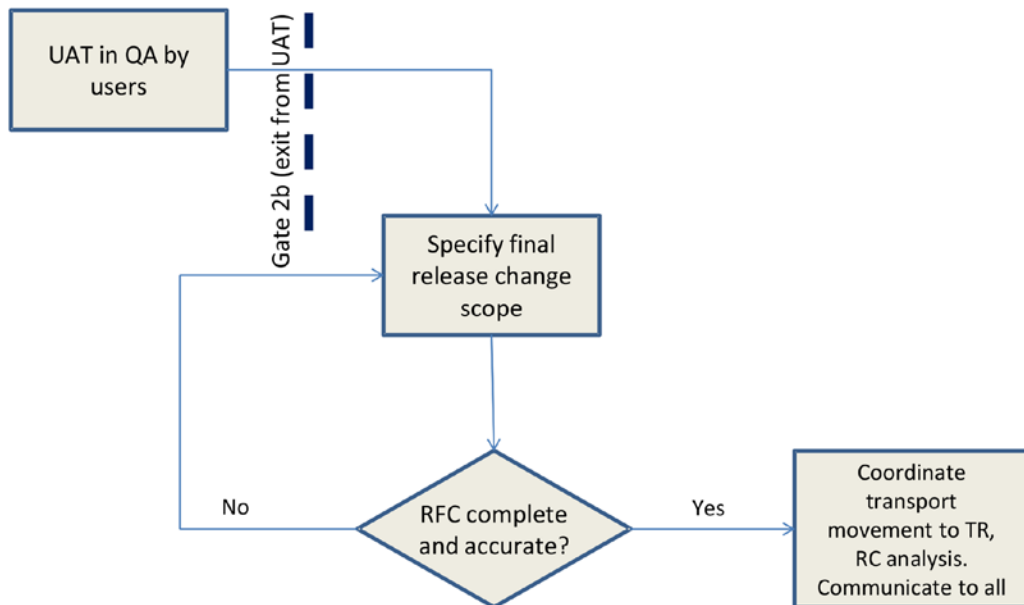 UAT in QA by
users
Gate 2b (exit from UAT)
Specify final
release change
scope
RFC complete
and accurate?
No
Yes
Coordinate
transport
movement to TR,
RC analysis.
Communicate to all